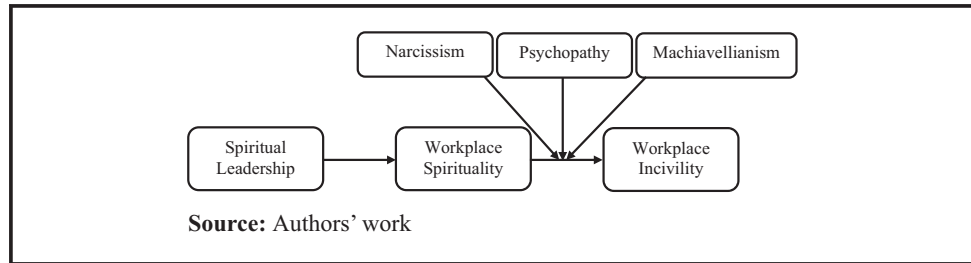 Narcissism
Psychopathy
Machiavellianism
Spiritual
Leadership
Workplace
Spirituality
Workplace
Incivility
Source: Authors’ work